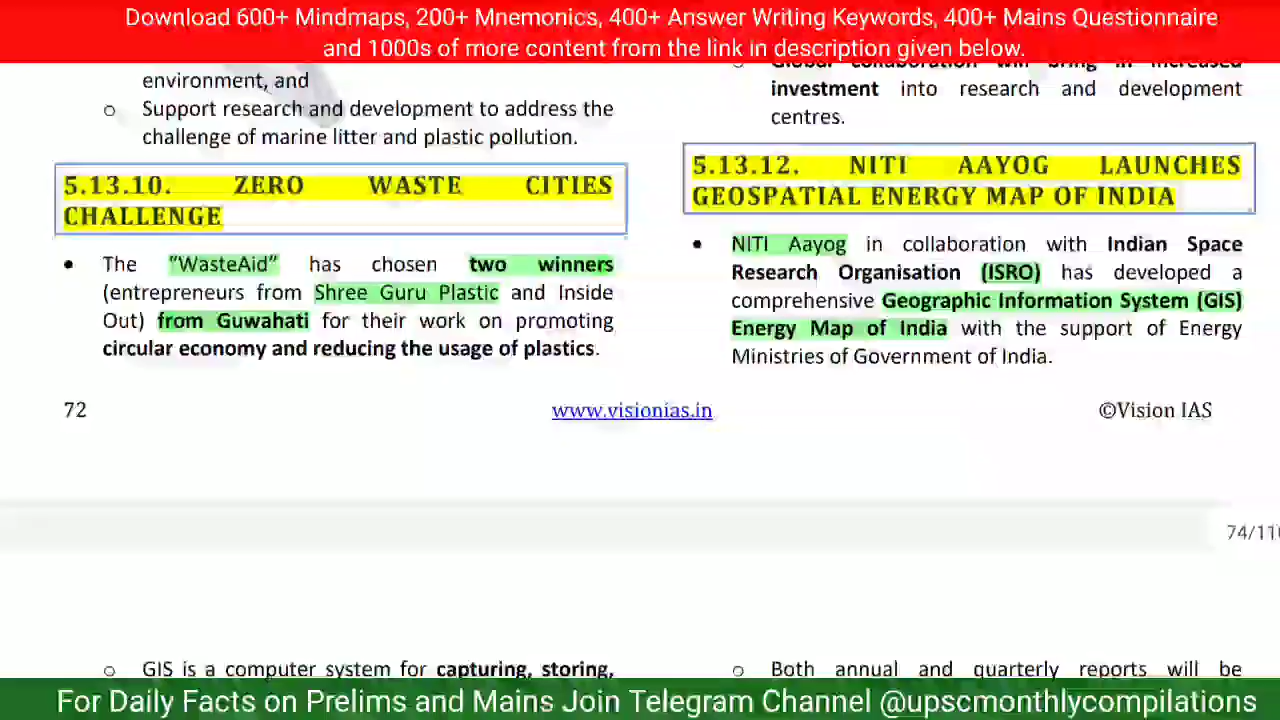 Download 600+ Mindmaps, 200+ Mnemonics, 400+ Answer Writing Keywords, 400+ Mains Questionnaire
and 1000s of more content from the link in description given below.
environment, and
o Support research and development to address the
challenge of marine litter and plastic pollution.
5.13.10. ZERO WASTE CITIES
CHALLENGE
• The “WasteAid” has chosen two winners
(entrepreneurs from Shree Guru Plastic and Inside
Out) from Guwahati for their work on promoting
circular economy and reducing the usage of plastics.
o Global collaboration will bring in increased
investment into research and development
centres.
5.13.12. NITI AAYOG LAUNCHES
GEOSPATIAL ENERGY MAP OF INDIA
• NITI Aayog in collaboration with Indian Space
Research Organisation (ISRO) has developed a
comprehensive Geographic Information System (GIS)
Energy Map of India with the support of Energy
Ministries of Government of India.
72 www.visionias.in ©Vision IAS
74/110
o GIS is a computer system for capturing, storing,
o Both annual and quarterly reports will be
For Daily Facts on Prelims and Mains Join Telegram Channel @upscmonthlycompilations